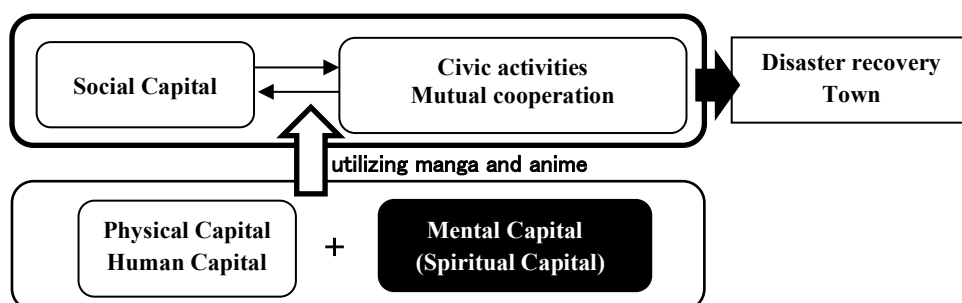 Social Capital
Civic activities
Mutual cooperation
Disaster recovery
Town
utilizing manga and anime
Physical Capital
Human Capital
+
Mental Capital
(Spiritual Capital)